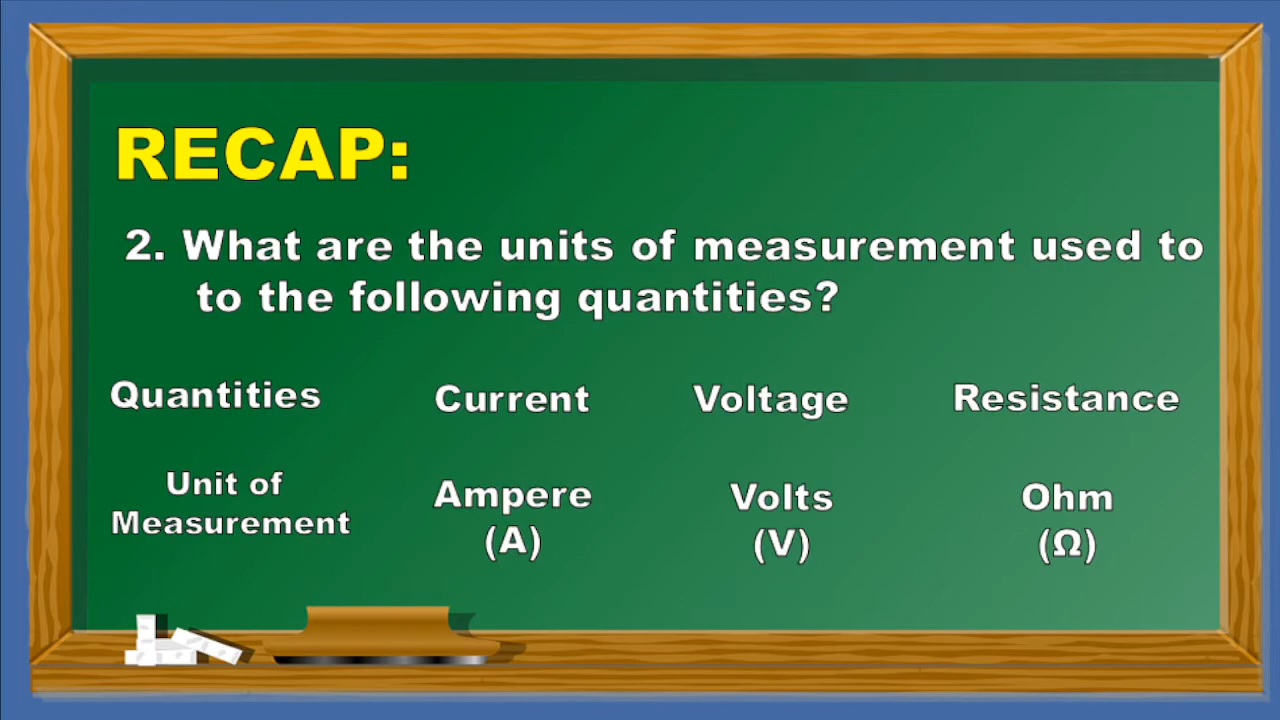 RECAP:
2. What are the units of measurement used to
to the following quantities?
Quantities Current Voltage Resistance
Unit of
Measurement
Ampere
(A)
Volts
(V)
Ohm
(Ω)